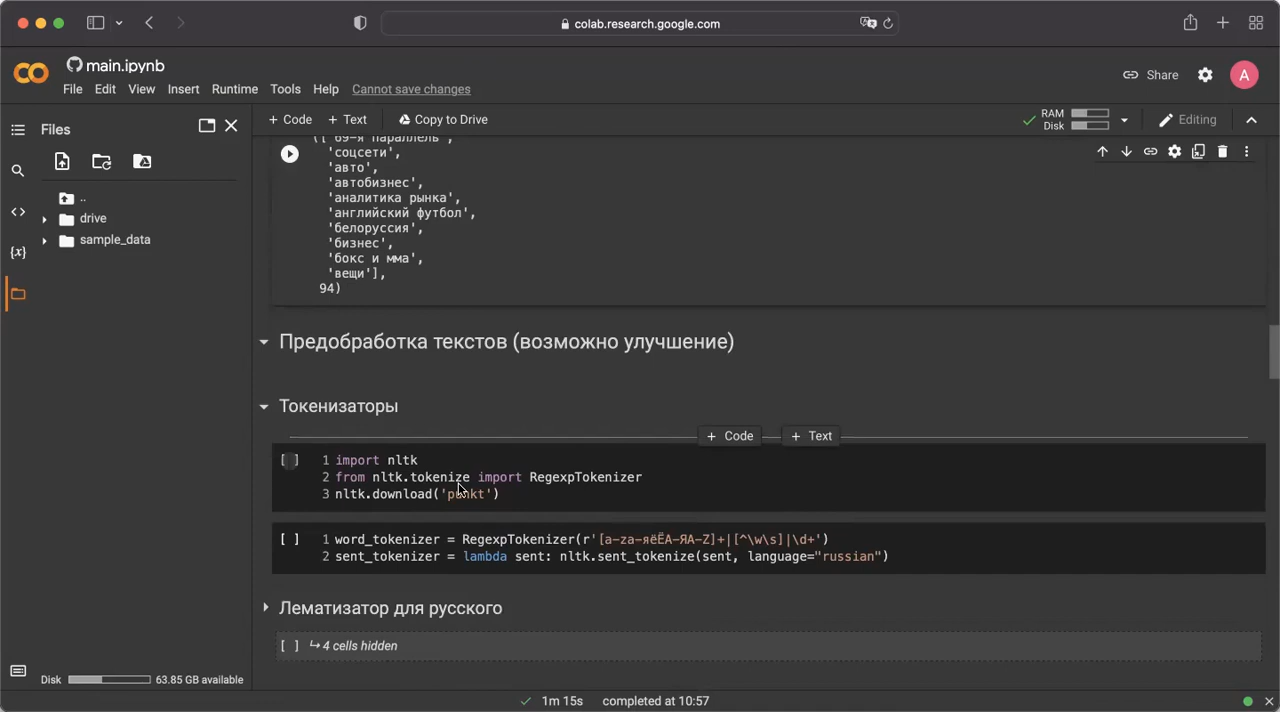 colab.research.google.com
main.ipynb
File Edit View Insert Runtime Tools Help Cannot save changes
Share
A
Files
+ Code + Text Copy to Drive
RAM
Disk
Editing
..
drive
sample_data
(['69-я параллель',
'соцсети',
'авто',
'автобизнес',
'аналитика рынка',
'английский футбол',
'белоруссия',
'бизнес',
'бокс и мма',
'вещи'],
94)
Предобработка текстов (возможно улучшение)
Токенизаторы
+ Code + Text
[ ] 1 import nltk
2 from nltk.tokenize import RegexpTokenizer
3 nltk.download('punkt')
[ ] 1 word_tokenizer = RegexpTokenizer(r'[a-zа-яёЁА-ЯA-Z]+|[^\w\s]|\d+')
2 sent_tokenizer = lambda sent: nltk.sent_tokenize(sent, language="russian")
Лематизатор для русского
[ ] ↳ 4 cells hidden
Disk 63.85 GB available
✓ 1m 15s completed at 10:57